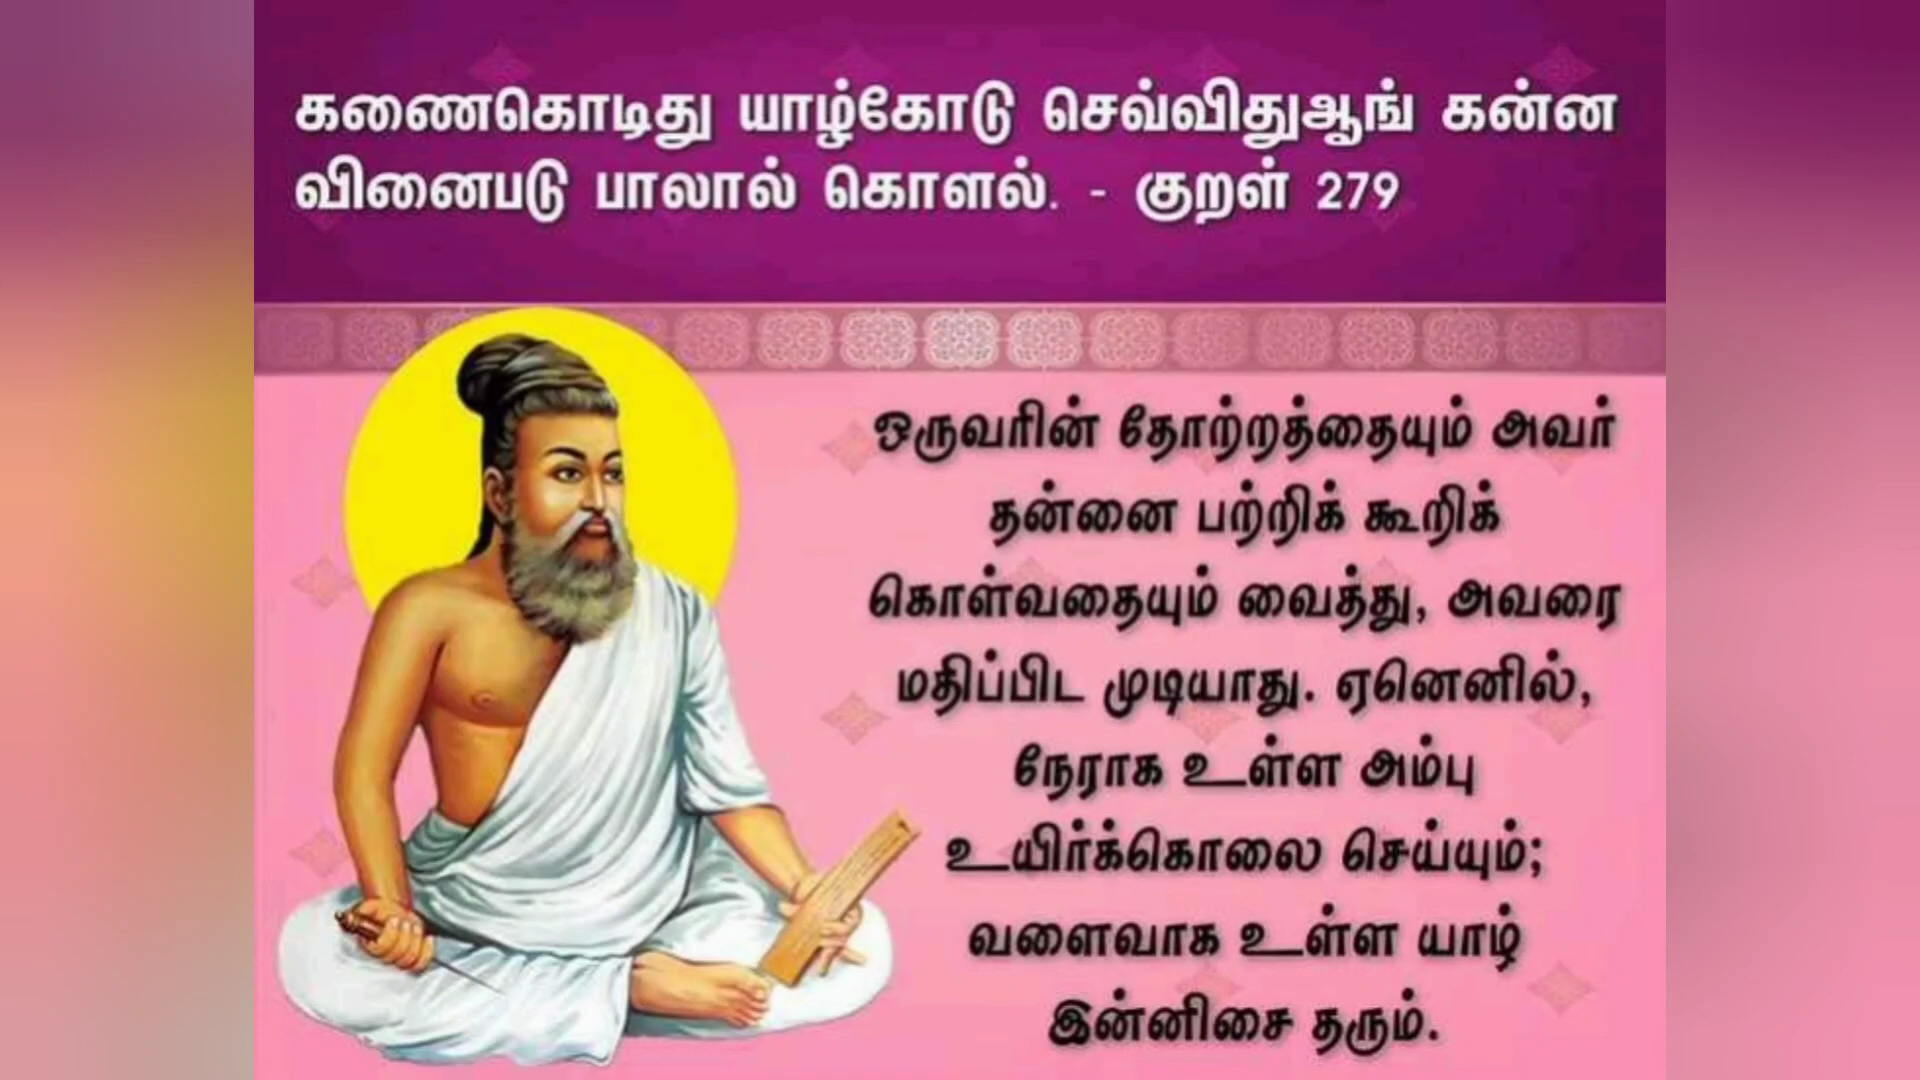 கணைகொடிது யாழ்கோடு செவ்விதுஆங் கன்ன
வினைபடு பாலால் கொளல். - குறள் 279
ஒருவரின் தோற்றத்தையும் அவர்
தன்னை பற்றிக் கூறிக்
கொள்வதையும் வைத்து, அவரை
மதிப்பிட முடியாது. ஏனெனில்,
நேராக உள்ள அம்பு
உயிர்க்கொலை செய்யும்;
வளைவாக உள்ள யாழ்
இன்னிசை தரும்.